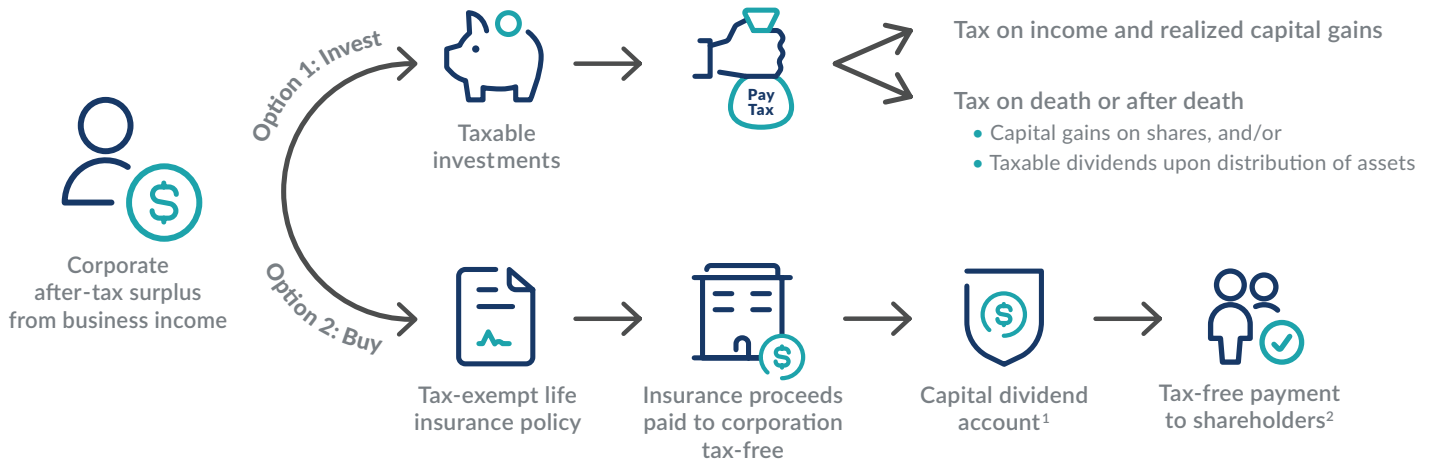 Corporate
after-tax surplus
from business income
Option 1: Invest
Taxable
investments
Pay
Tax
Tax on income and realized capital gains
Tax on death or after death
• Capital gains on shares, and/or
• Taxable dividends upon distribution of assets
Option 2: Buy
Tax-exempt life
insurance policy
Insurance proceeds
paid to corporation
tax-free
Capital dividend
account¹
Tax-free payment
to shareholders²